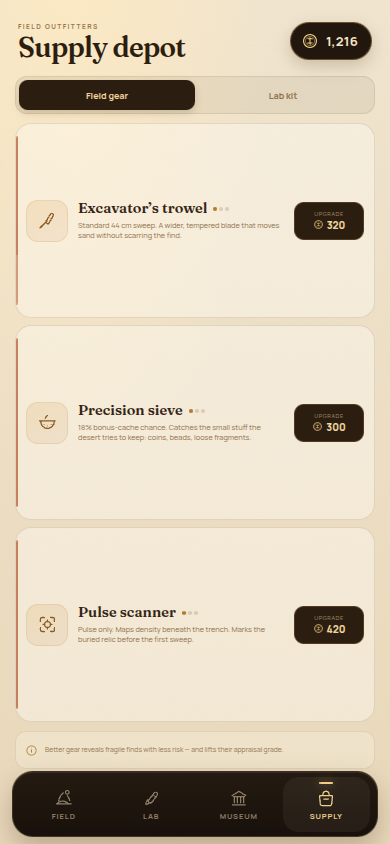 FIELD OUTFITTERS
Supply depot
1,216
Field gear
Lab kit
Excavator’s trowel
Standard 44 cm sweep. A wider, tempered blade that moves
sand without scarring the find.
UPGRADE
320
Precision sieve
18% bonus-cache chance. Catches the small stuff the
desert tries to keep: coins, beads, loose fragments.
UPGRADE
300
Pulse scanner
Pulse only. Maps density beneath the trench. Marks the
buried relic before the first sweep.
UPGRADE
420
Better gear reveals fragile finds with less risk — and lifts their appraisal grade.
FIELD
LAB
MUSEUM
SUPPLY